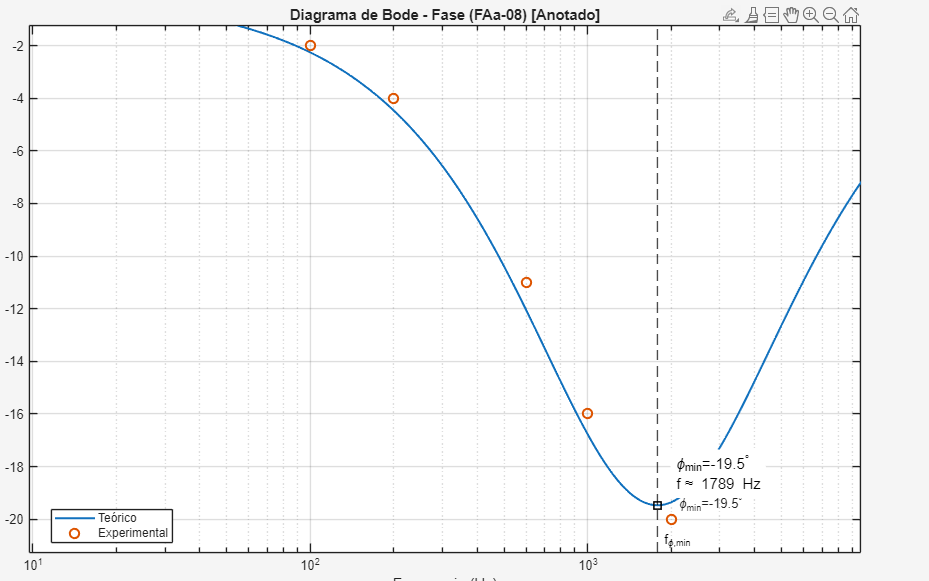 Diagrama de Bode - Fase (FAa-08) [Anotado]
-2
-4
-6
-8
-10
-12
-14
-16
-18
-20
ϕmin=-19.5°
f ≈ 1789 Hz
ϕmin=-19.5°
fϕ,min
Teórico
Experimental
10¹
10²
10³